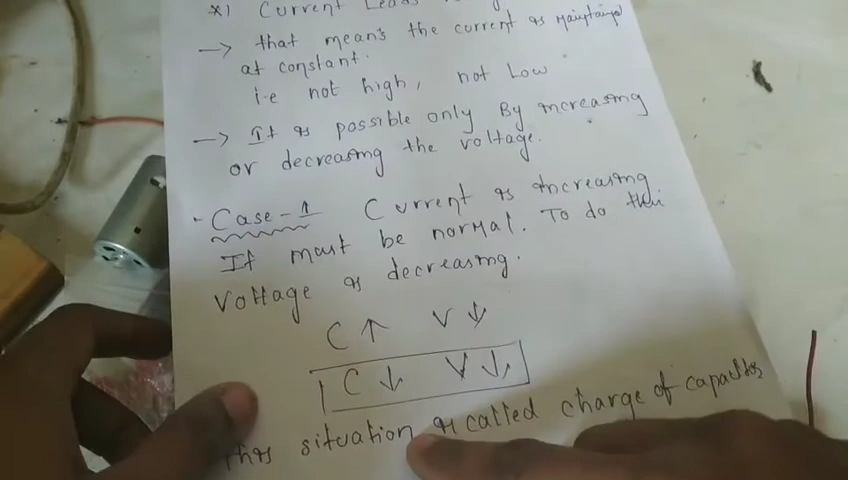 *1 Current Leads
→ that means the current is Maintained
at constant.
i.e not high, not Low
→ It is possible only By increasing
or decreasing the voltage.
Case-1 Current is increasing
It must be normal. To do this
Voltage is decreasing.
C ↑ V ↓
C ↓ V ↓
This situation is called charge of capacitor